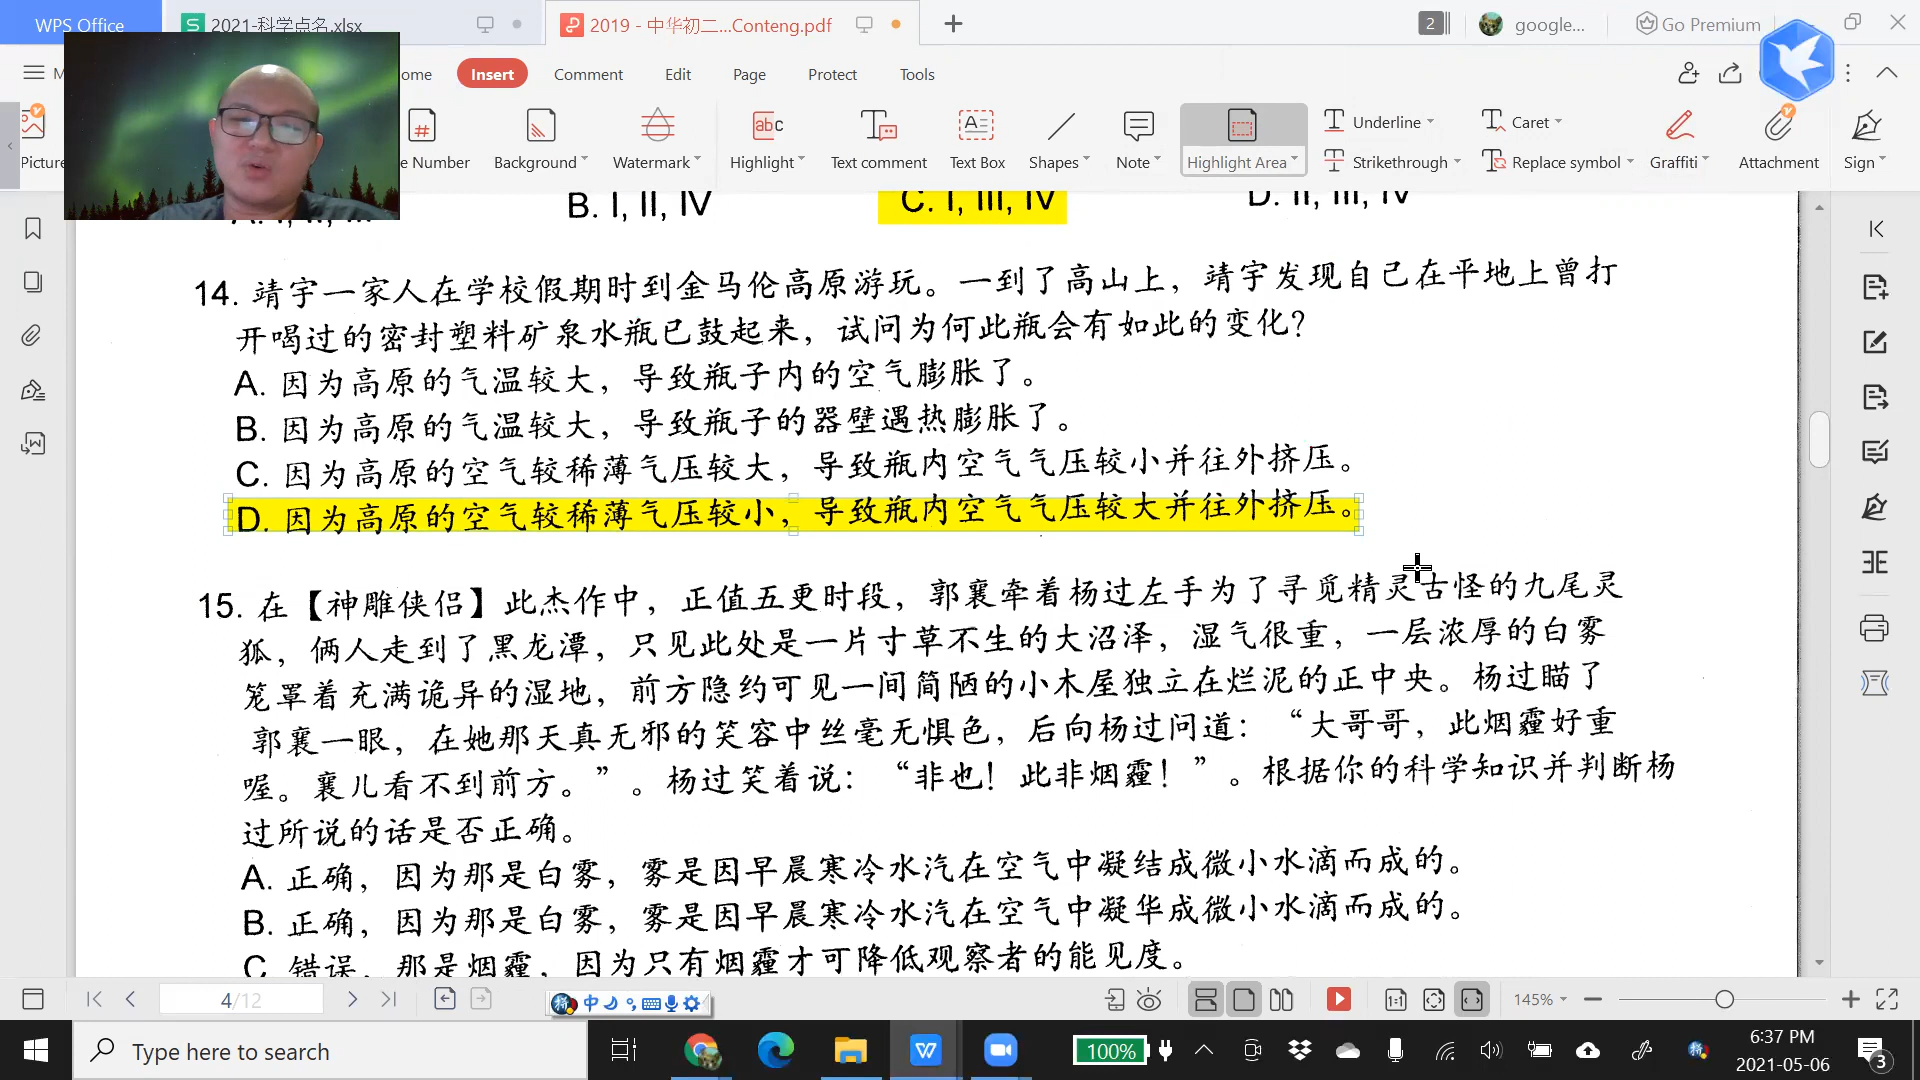 WPS Office
2021-科学点名.xlsx
2019 - 中华初二...Conteng.pdf
2
google...
Go Premium
Insert
Comment
Edit
Page
Protect
Tools
Picture
Background
Watermark
Highlight
Text comment
Text Box
Shapes
Note
Highlight Area
Underline
Strikethrough
Caret
Replace symbol
Graffiti
Attachment
Sign
B. I, II, IV
C. I, III, IV
D. II, III, IV
14. 靖宇一家人在学校假期时到金马伦高原游玩。一到了高山上，靖宇发现自己在平地上曾打
开喝过的密封塑料矿泉水瓶已鼓起来，试问为何此瓶会有如此的变化？
A. 因为高原的气温较大，导致瓶子内的空气膨胀了。
B. 因为高原的气温较大，导致瓶子的器壁遇热膨胀了。
C. 因为高原的空气较稀薄气压较大，导致瓶内空气气压较小并往外挤压。
D. 因为高原的空气较稀薄气压较小，导致瓶内空气气压较大并往外挤压。
15. 在【神雕侠侣】此杰作中，正值五更时段，郭襄牵着杨过左手为了寻觅精灵古怪的九尾灵
狐，俩人走到了黑龙潭，只见此处是一片寸草不生的大沼泽，湿气很重，一层浓厚的白雾
笼罩着充满诡异的湿地，前方隐约可见一间简陋的小木屋独立在烂泥的正中央。杨过瞄了
郭襄一眼，在她那天真无邪的笑容中丝毫无惧色，后向杨过问道：“大哥哥，此烟霾好重
喔。襄儿看不到前方。”。杨过笑着说：“非也！此非烟霾！”。根据你的科学知识并判断杨
过所说的话是否正确。
A. 正确，因为那是白雾，雾是因早晨寒冷水汽在空气中凝结成微小水滴而成的。
B. 正确，因为那是白雾，雾是因早晨寒冷水汽在空气中凝华成微小水滴而成的。
C 错误，那是烟霾，因为只有烟霾才可降低观察者的能见度。
4/12
中
145%
Type here to search
100%
6:37 PM
2021-05-06
3